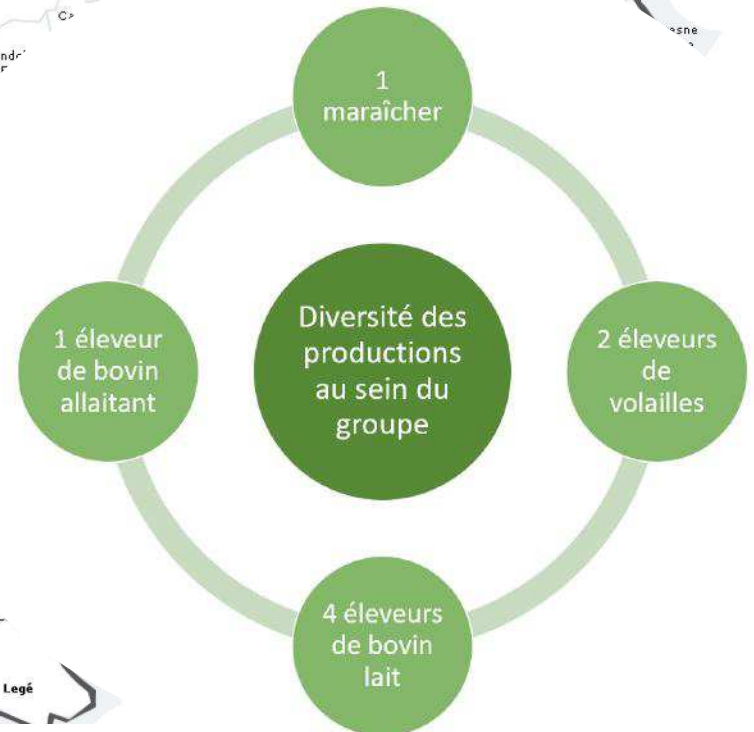 1
maraîcher
1 éleveur
de bovin
allaitant
Diversité des
productions
au sein du
groupe
2 éleveurs
de
volailles
4 éleveurs
de bovin
lait
Legé